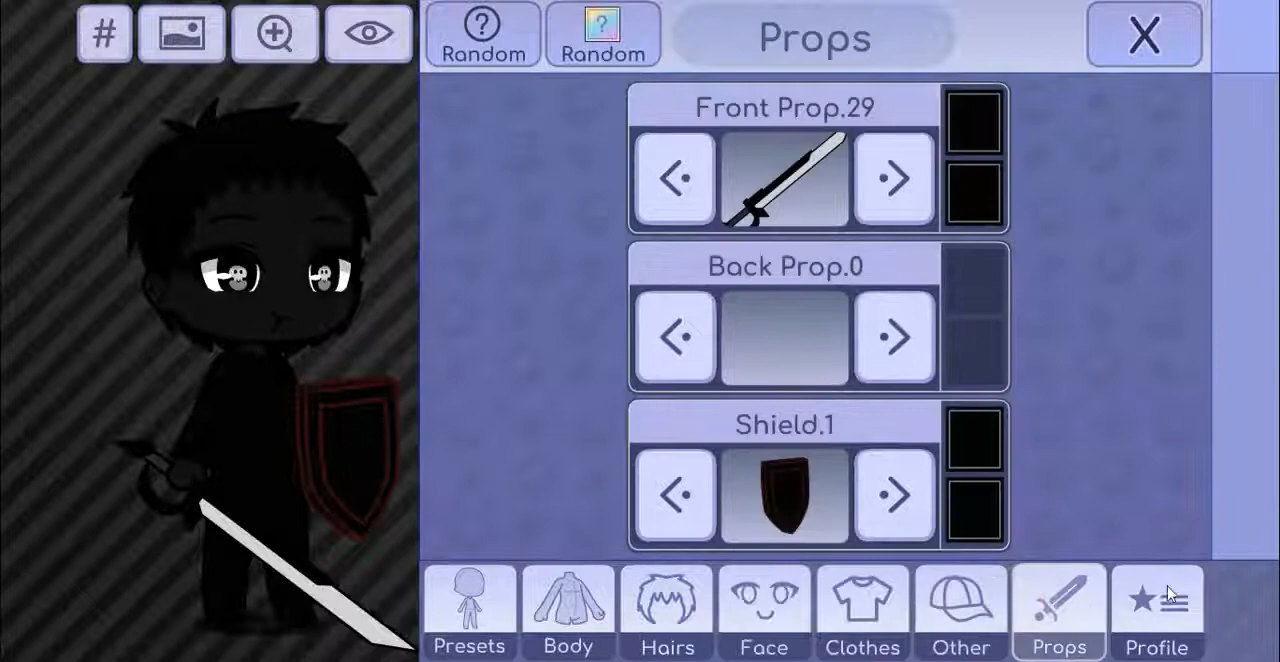 #
?
Random
?
Random
Props
X
Front Prop.29
Back Prop.0
Shield.1
Presets
Body
Hairs
Face
Clothes
Other
Props
Profile